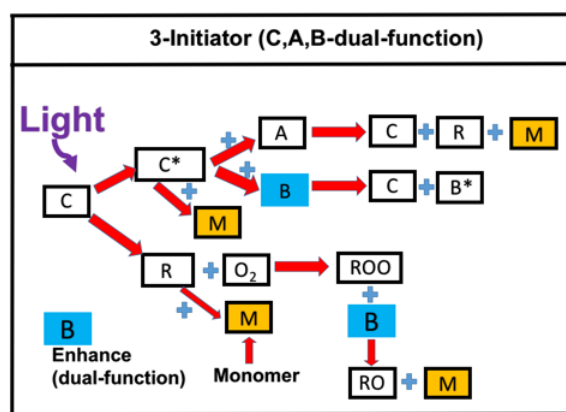 3-Initiator (C,A,B-dual-function)
Light
A
C
+
R
+
M
C*
+
+
+
B
C
+
B*
C
M
R
+
O₂
ROO
+
+
B
M
B
Enhance
(dual-function)
Monomer
RO
+
M